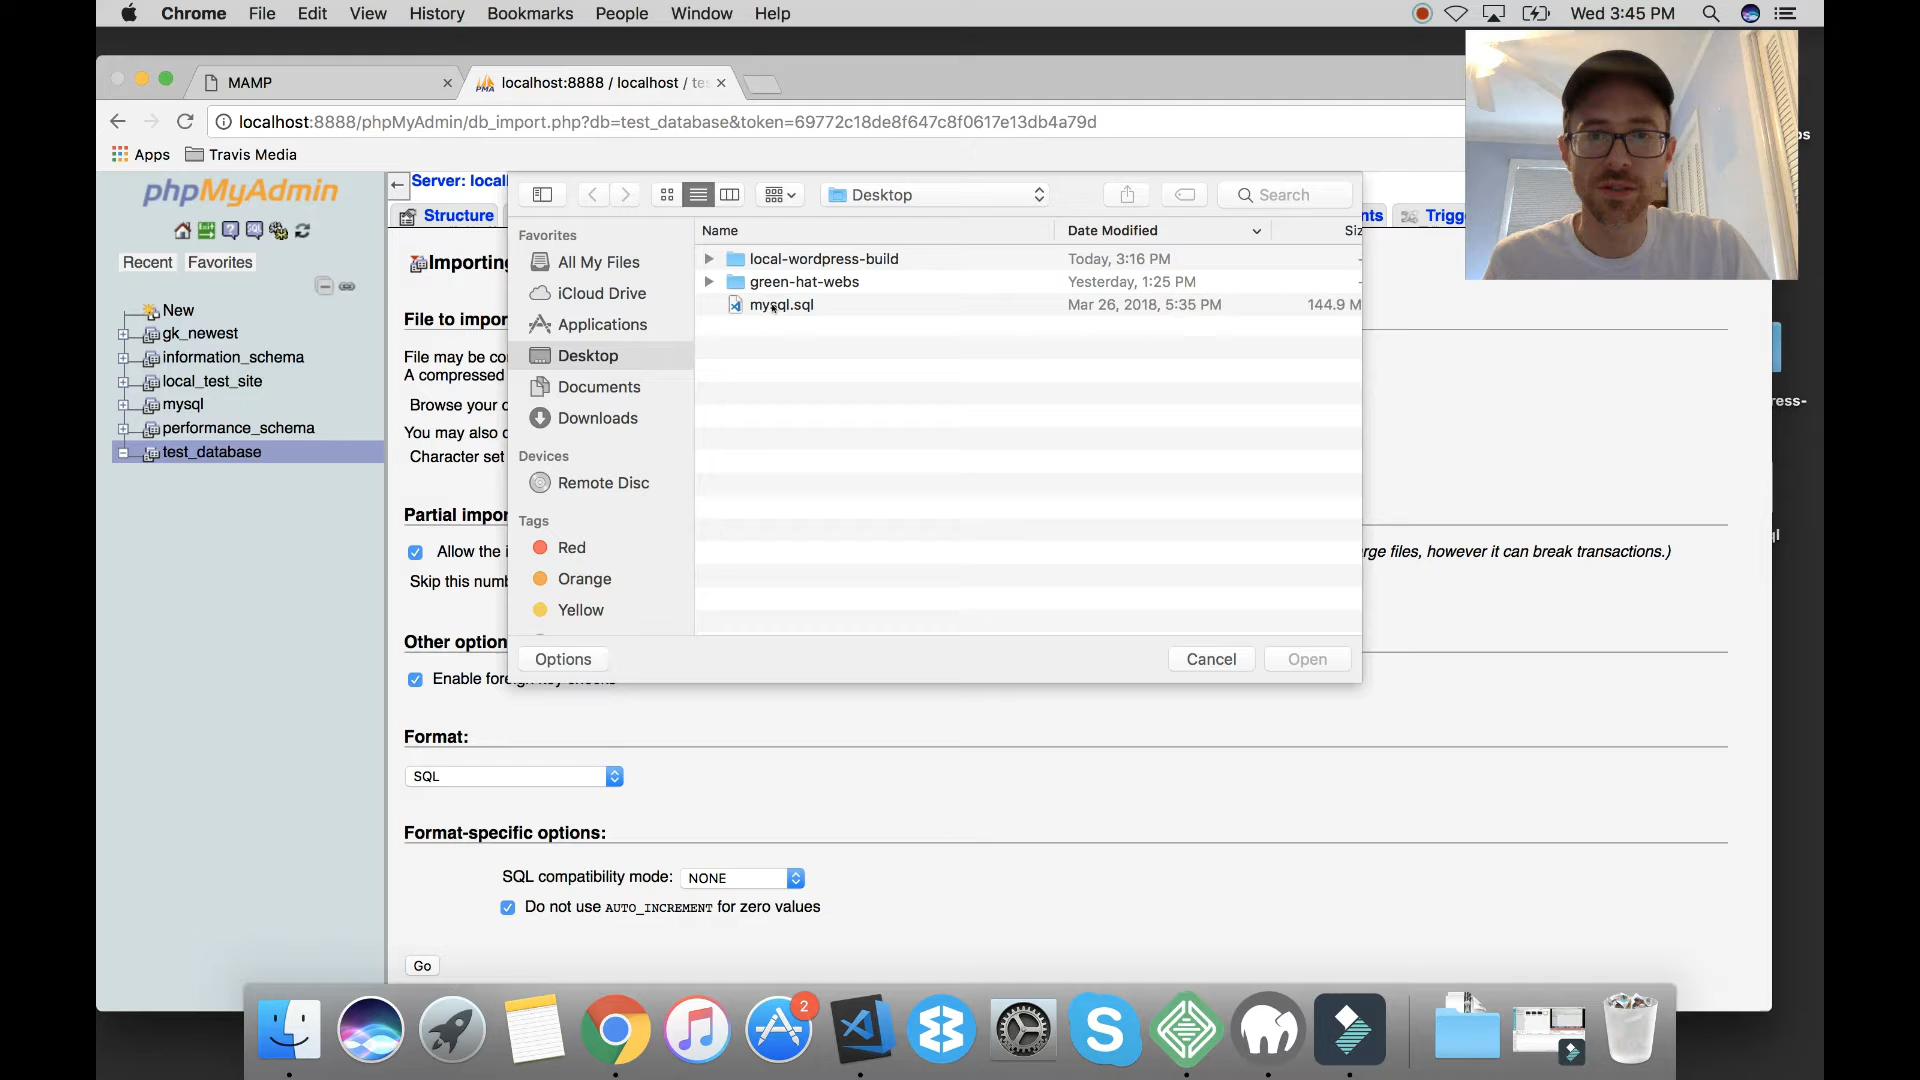 Chrome File Edit View History Bookmarks People Window Help
Wed 3:45 PM
MAMP
localhost:8888 / localhost / te
localhost:8888/phpMyAdmin/db_import.php?db=test_database&token=69772c18de8f647c8f0617e13db4a79d
Apps Travis Media
phpMyAdmin
Recent Favorites
New
gk_newest
information_schema
local_test_site
mysql
performance_schema
test_database
Server: local
Structure
nts Trigg
Importing
File to impor
File may be co
A compressed
Browse your c
You may also
Character set
Partial impor
Allow the i
rge files, however it can break transactions.)
Skip this numb
Other option
Enable foreign key checks
Format:
SQL
Format-specific options:
SQL compatibility mode: NONE
Do not use AUTO_INCREMENT for zero values
Go
Desktop
Search
Favorites
All My Files
iCloud Drive
Applications
Desktop
Documents
Downloads
Devices
Remote Disc
Tags
Red
Orange
Yellow
Name Date Modified Siz
local-wordpress-build Today, 3:16 PM -
green-hat-webs Yesterday, 1:25 PM -
mysql.sql Mar 26, 2018, 5:35 PM 144.9 M
Options Cancel Open
ress-
2